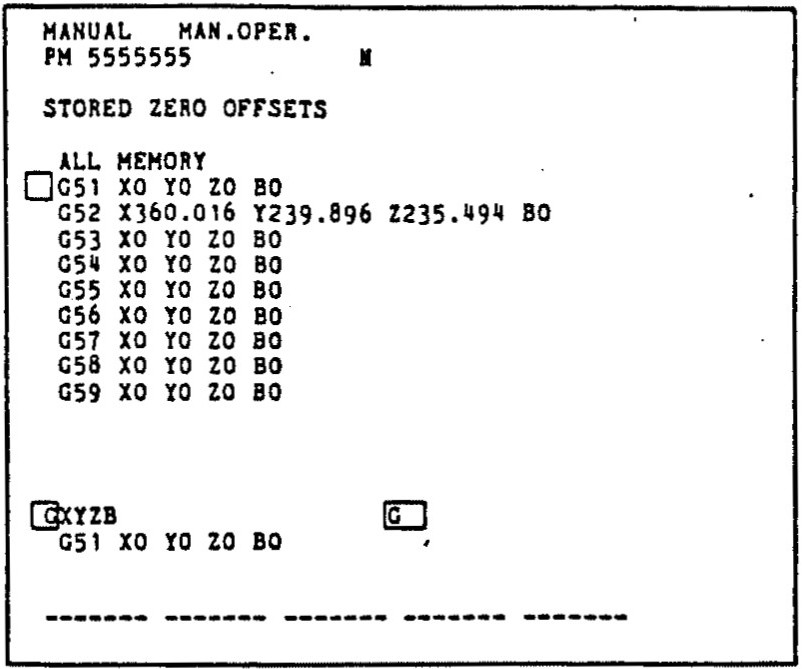 MANUAL MAN.OPER.
PM 5555555 M
STORED ZERO OFFSETS
ALL MEMORY
G51 X0 Y0 Z0 B0
G52 X360.016 Y239.896 Z235.494 B0
G53 X0 Y0 Z0 B0
G54 X0 Y0 Z0 B0
G55 X0 Y0 Z0 B0
G56 X0 Y0 Z0 B0
G57 X0 Y0 Z0 B0
G58 X0 Y0 Z0 B0
G59 X0 Y0 Z0 B0
GXYZB G
G51 X0 Y0 Z0 B0
------- ------- ------- ------- -------